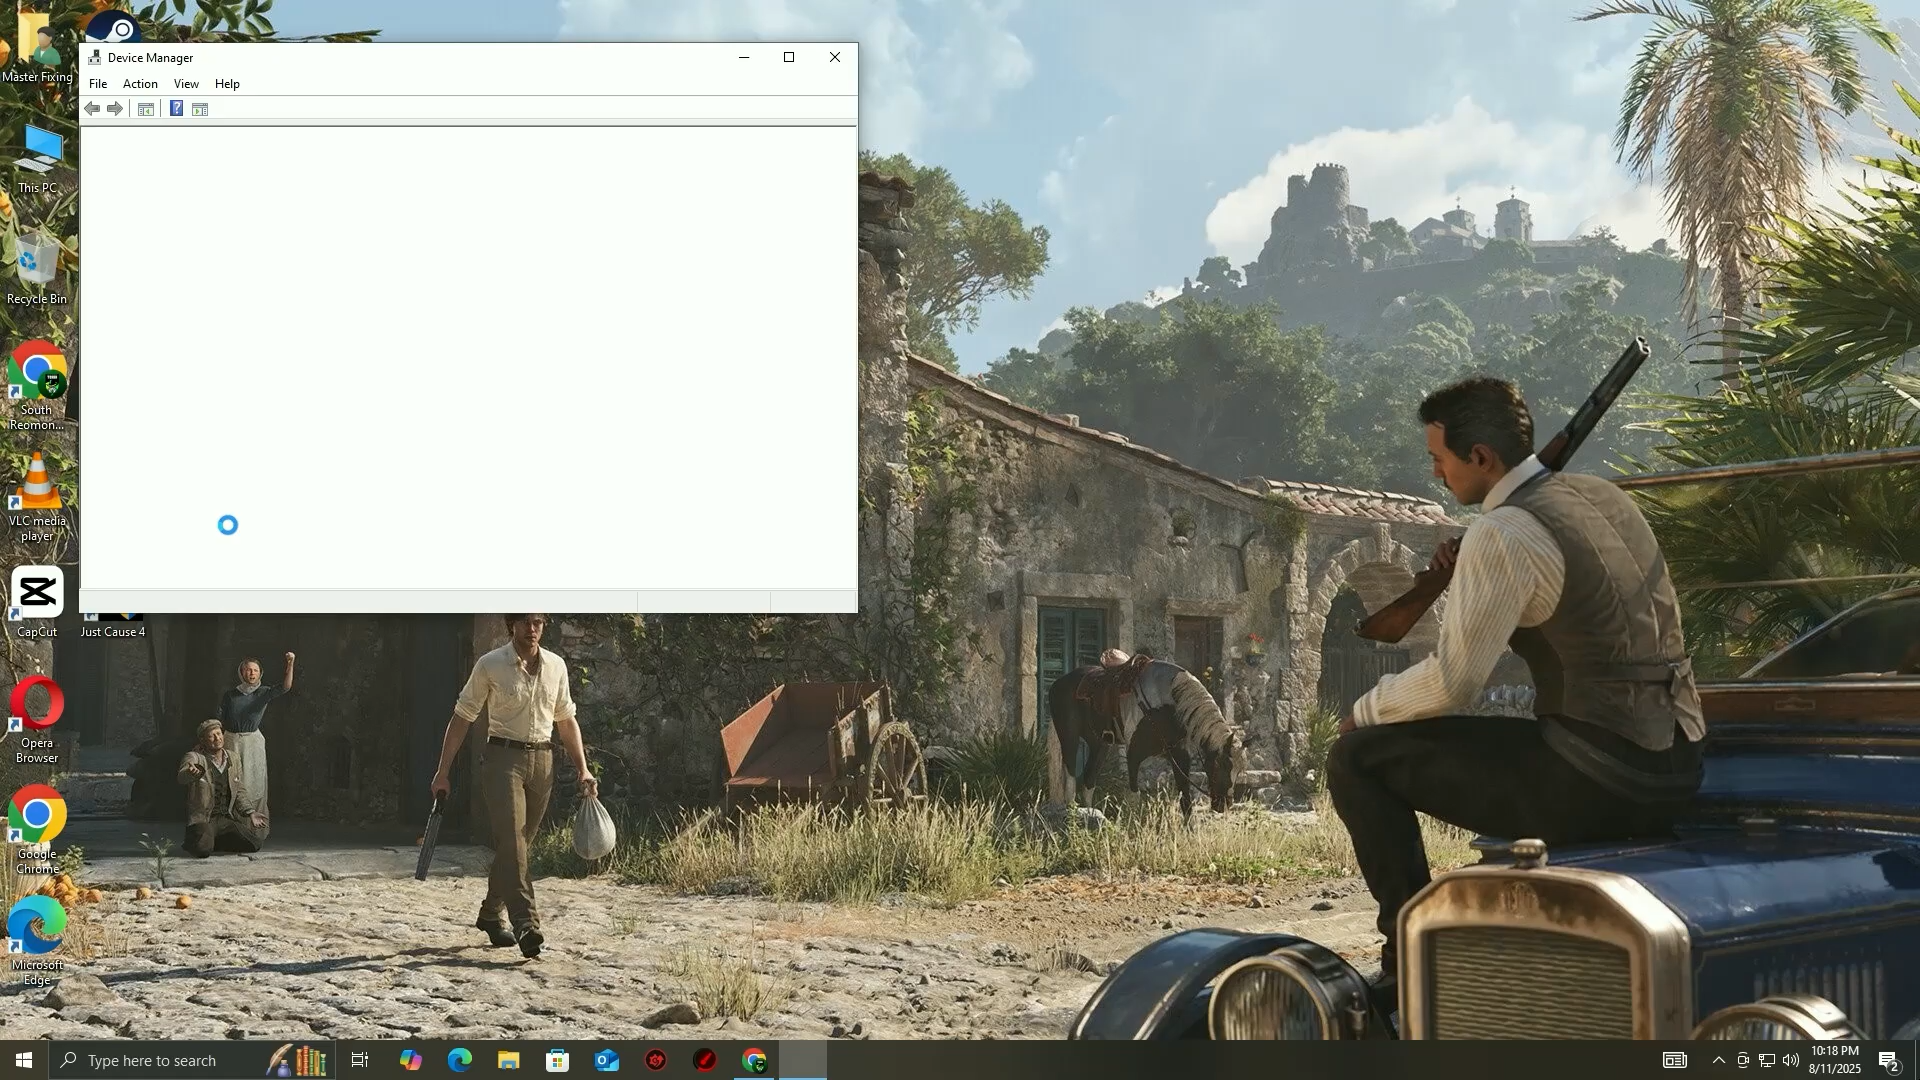 Device Manager
File Action View Help
Master Fixing
This PC
Recycle Bin
South
Reomon...
VLC media
player
CapCut
Just Cause 4
Opera
Browser
Google
Chrome
Microsoft
Edge
Type here to search
10:18 PM
8/11/2025
2